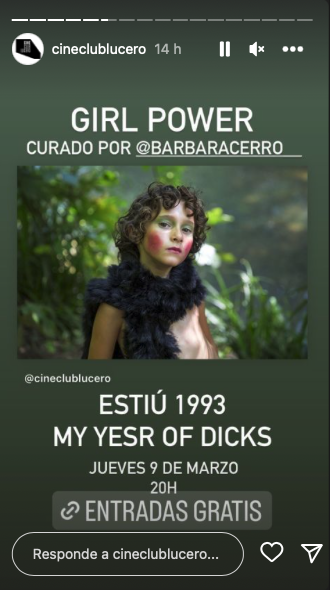 cineclublucero 14 h
GIRL POWER
CURADO POR @BARBARACERRO__
@cineclublucero
ESTIÚ 1993
MY YESR OF DICKS
JUEVES 9 DE MARZO
20H
ENTRADAS GRATIS
Responde a cineclublucero...